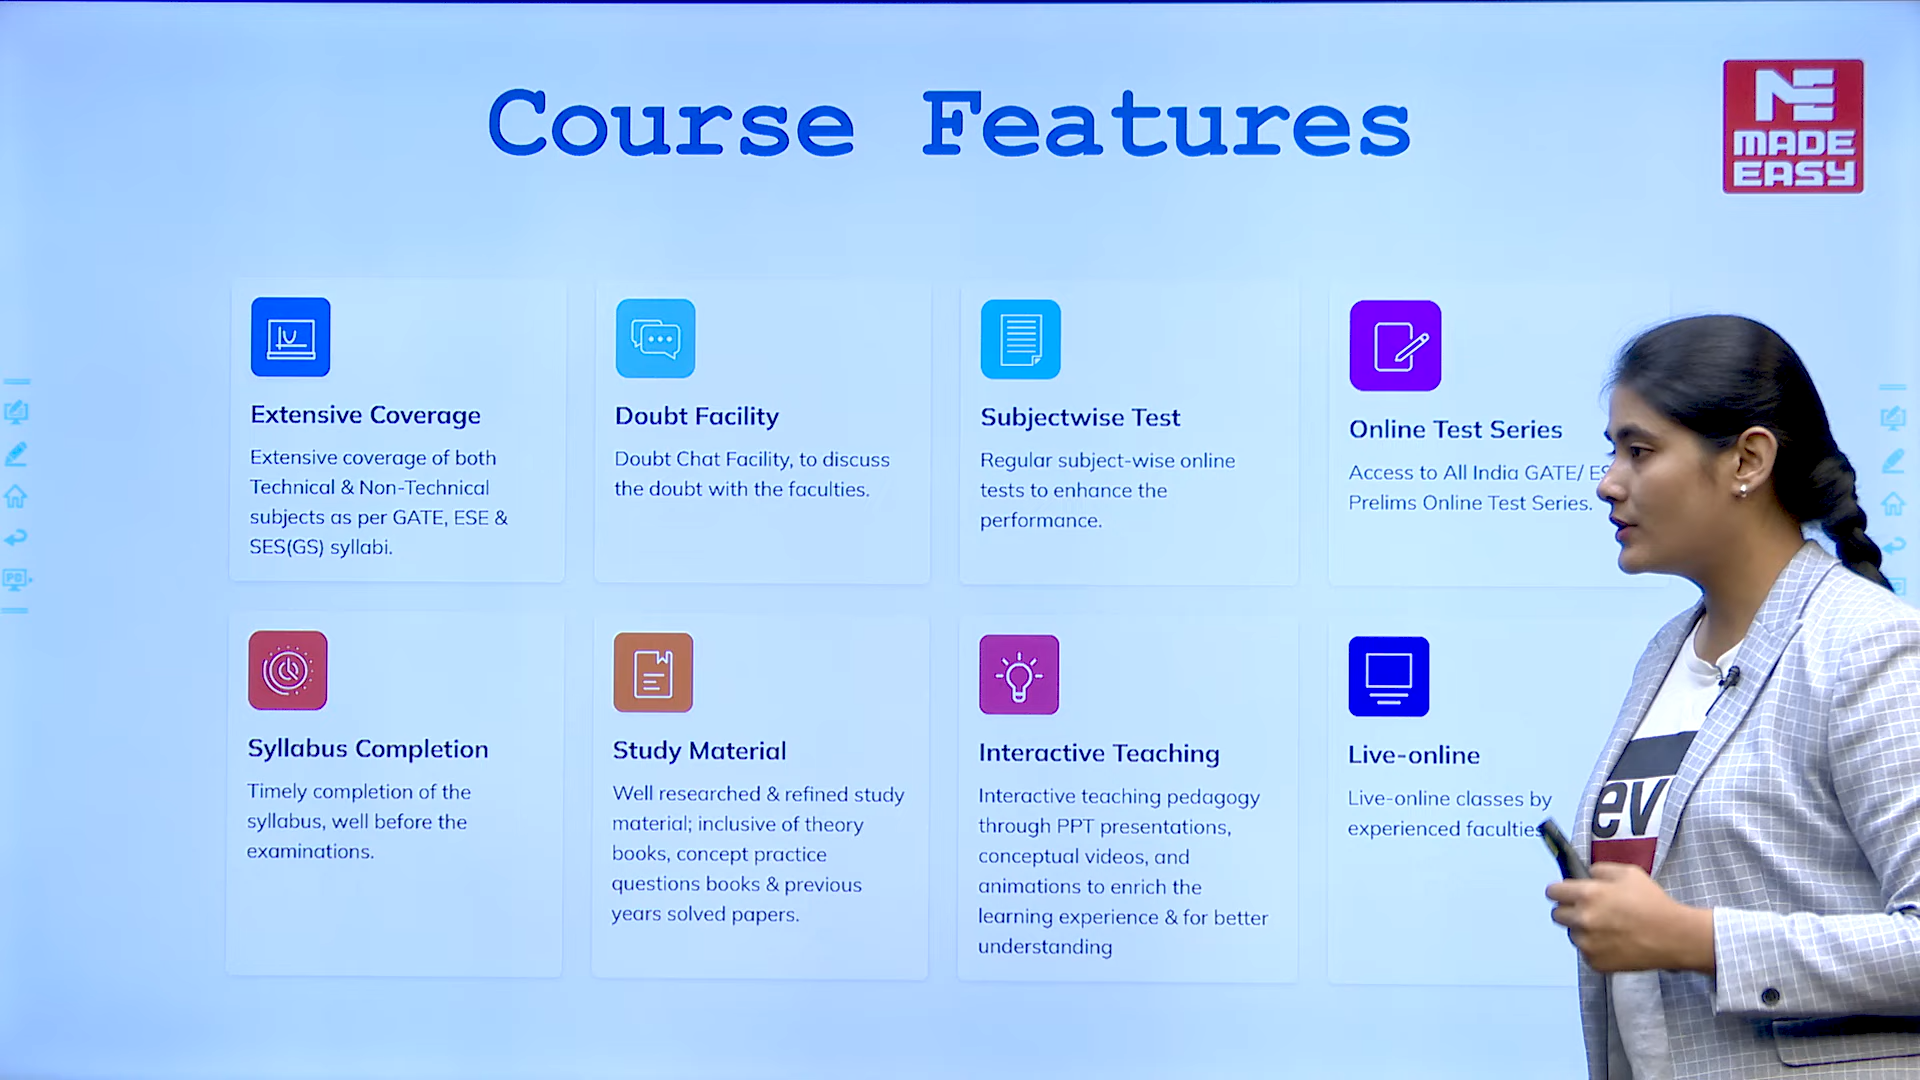 Course Features
MADE
EASY
Extensive Coverage
Extensive coverage of both
Technical & Non-Technical
subjects as per GATE, ESE &
SES(GS) syllabi.
Doubt Facility
Doubt Chat Facility, to discuss
the doubt with the faculties.
Subjectwise Test
Regular subject-wise online
tests to enhance the
performance.
Online Test Series
Access to All India GATE/ ES
Prelims Online Test Series.
Syllabus Completion
Timely completion of the
syllabus, well before the
examinations.
Study Material
Well researched & refined study
material; inclusive of theory
books, concept practice
questions books & previous
years solved papers.
Interactive Teaching
Interactive teaching pedagogy
through PPT presentations,
conceptual videos, and
animations to enrich the
learning experience & for better
understanding
Live-online
Live-online classes by
experienced faculties
ev